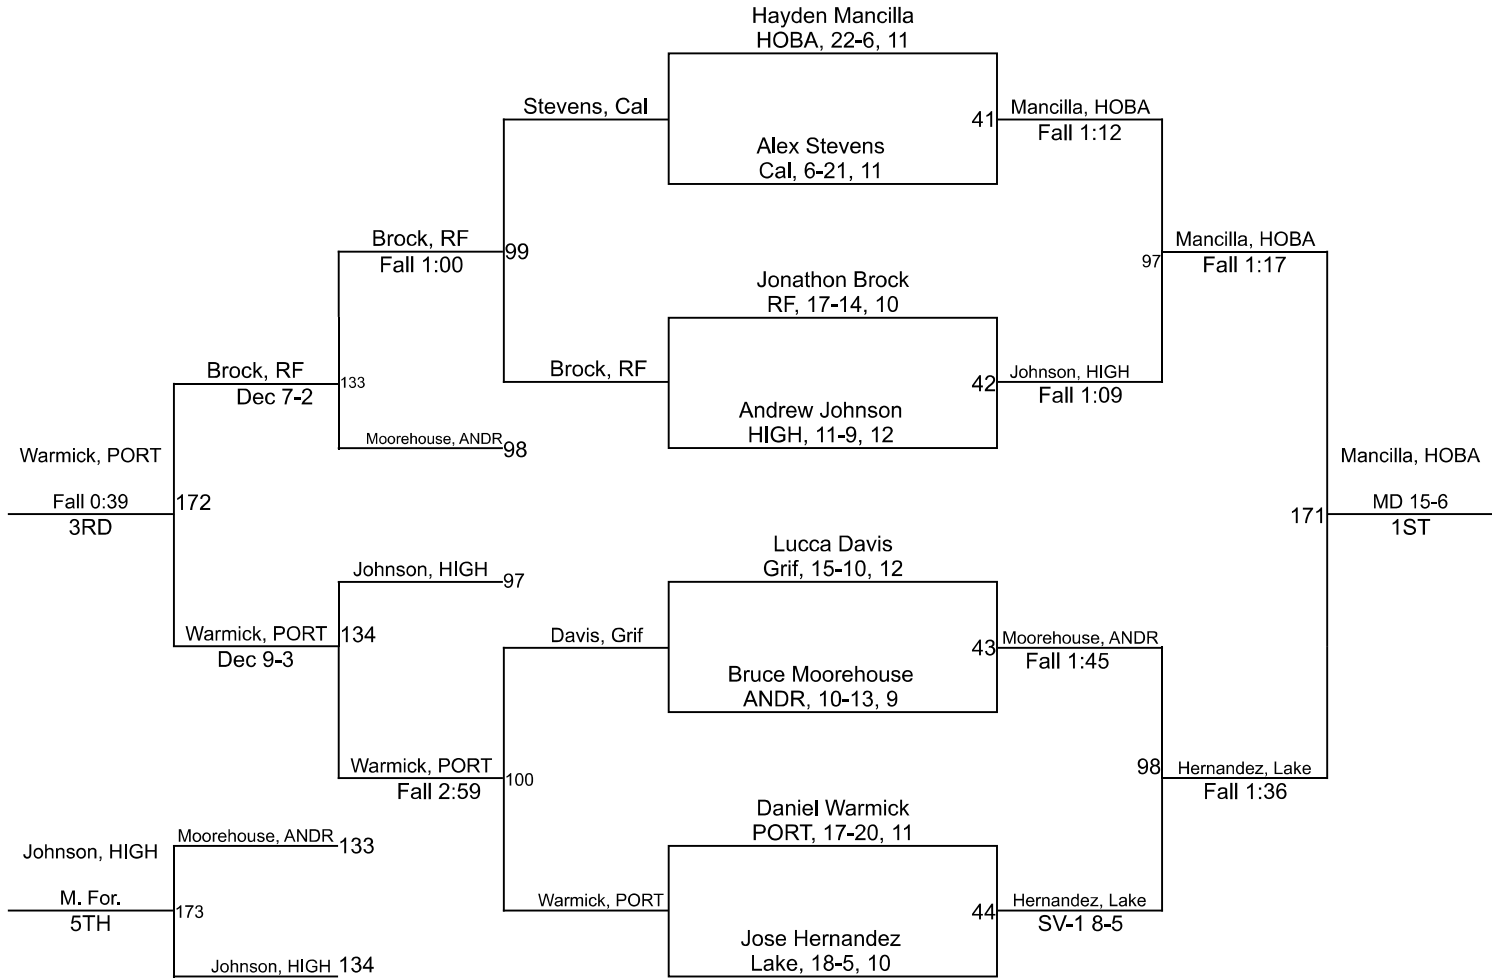 Hayden Mancilla
HOBA, 22-6, 11
Stevens, Cal
41
Mancilla, HOBA
Fall 1:12
Alex Stevens
Cal, 6-21, 11
Brock, RF
Fall 1:00
99
97
Mancilla, HOBA
Fall 1:17
Jonathon Brock
RF, 17-14, 10
Brock, RF
Dec 7-2
133
Brock, RF
42
Johnson, HIGH
Fall 1:09
Andrew Johnson
HIGH, 11-9, 12
Moorehouse, ANDR
98
Warmick, PORT
Fall 0:39
3RD
172
171
Mancilla, HOBA
MD 15-6
1ST
Lucca Davis
Grif, 15-10, 12
Johnson, HIGH
97
Warmick, PORT
Dec 9-3
134
Davis, Grif
43
Moorehouse, ANDR
Fall 1:45
Bruce Moorehouse
ANDR, 10-13, 9
Warmick, PORT
Fall 2:59
100
98
Hernandez, Lake
Fall 1:36
Daniel Warmick
PORT, 17-20, 11
Moorehouse, ANDR
133
Johnson, HIGH
M. For.
5TH
173
Warmick, PORT
44
Hernandez, Lake
SV-1 8-5
Jose Hernandez
Lake, 18-5, 10
Johnson, HIGH
134